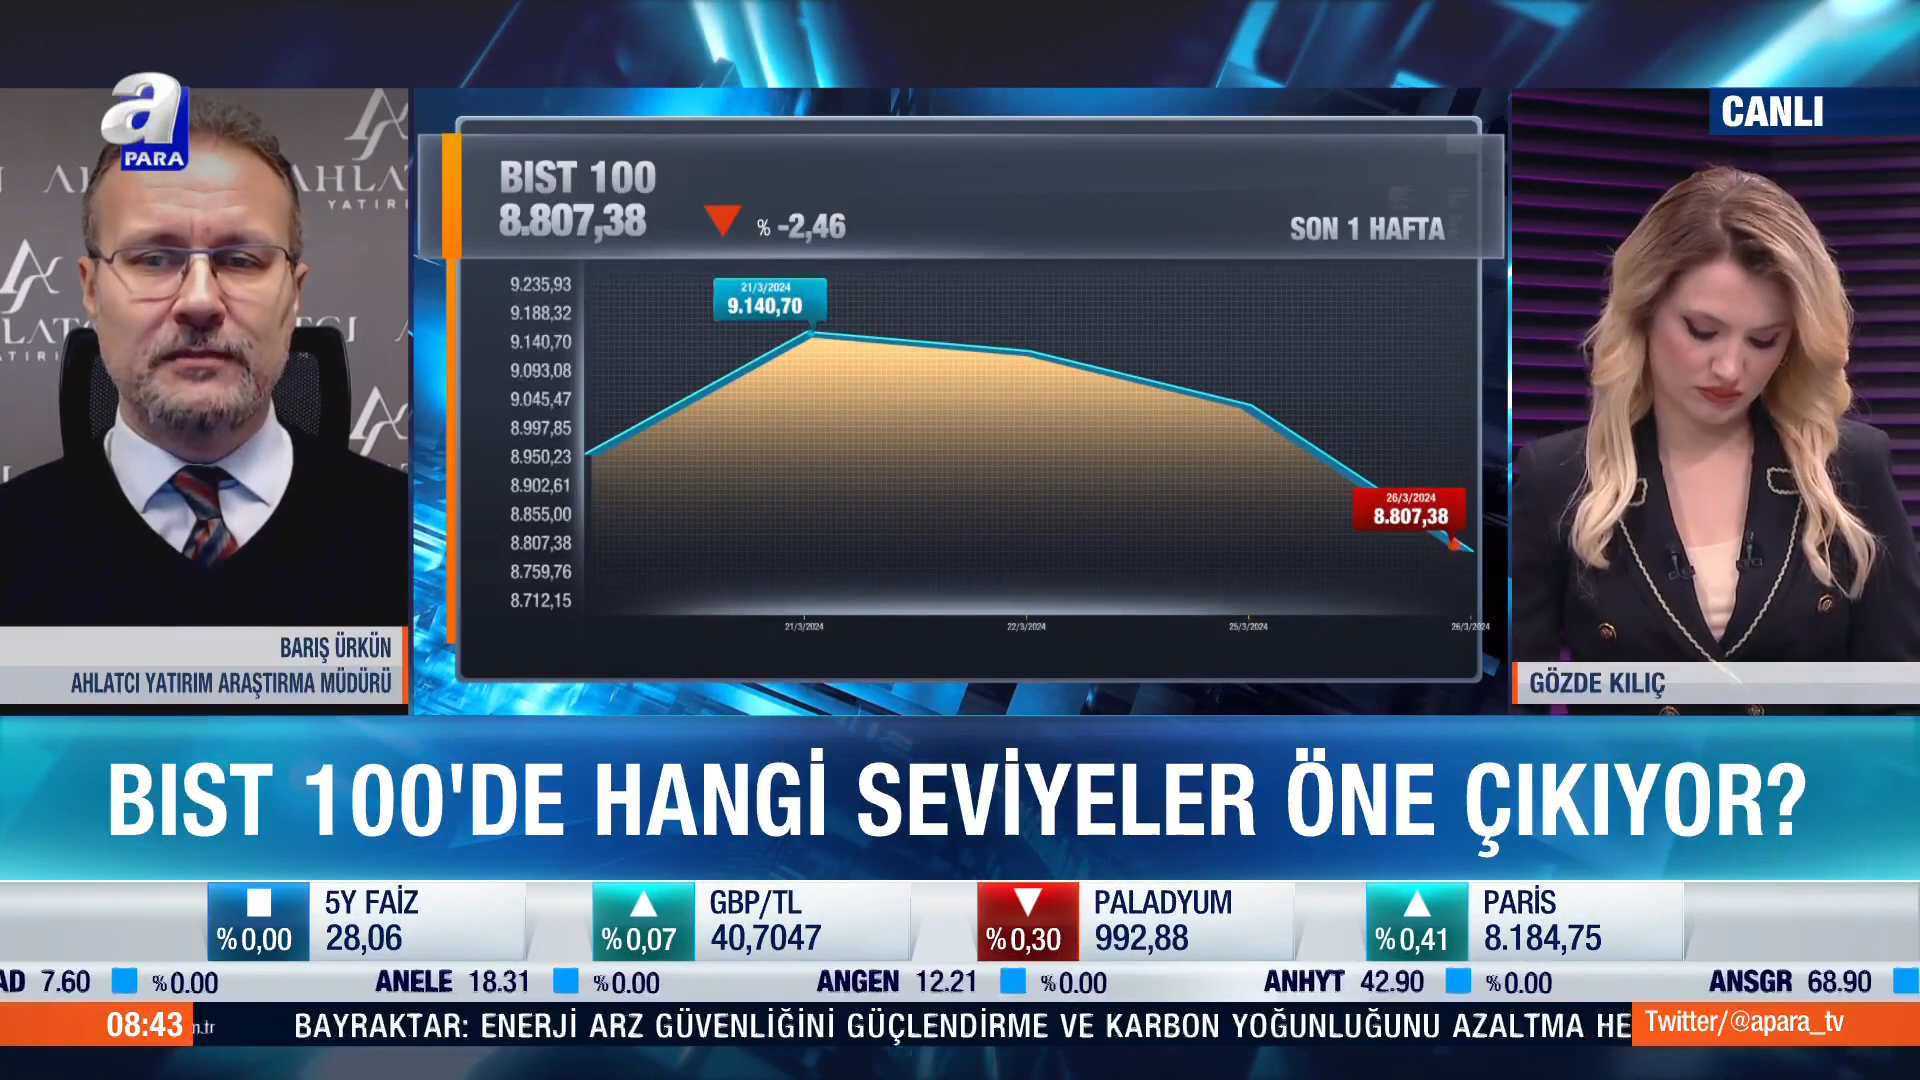 a
PARA
CANLI
BIST 100
8.807,38
% -2,46
SON 1 HAFTA
9.235,93
9.188,32
9.140,70
9.093,08
9.045,47
8.997,85
8.950,23
8.902,61
8.855,00
8.807,38
8.759,76
8.712,15
21/3/2024
9.140,70
26/3/2024
8.807,38
21/3/2024
22/3/2024
25/3/2024
26/3/2024
AHLAT
YATIRI
BARIŞ ÜRKÜN
AHLATCI YATIRIM ARAŞTIRMA MÜDÜRÜ
GÖZDE KILIÇ
BIST 100'DE HANGİ SEVİYELER ÖNE ÇIKIYOR?
%0,00 5Y FAİZ 28,06
%0,07 GBP/TL 40,7047
%0,30 PALADYUM 992,88
%0,41 PARİS 8.184,75
AD 7.60 %0.00 ANELE 18.31 %0.00 ANGEN 12.21 %0.00 ANHYT 42.90 %0.00 ANSGR 68.90
08:43 BAYRAKTAR: ENERJİ ARZ GÜVENLİĞİNİ GÜÇLENDİRME VE KARBON YOĞUNLUĞUNU AZALTMA HE
Twitter/@apara_tv